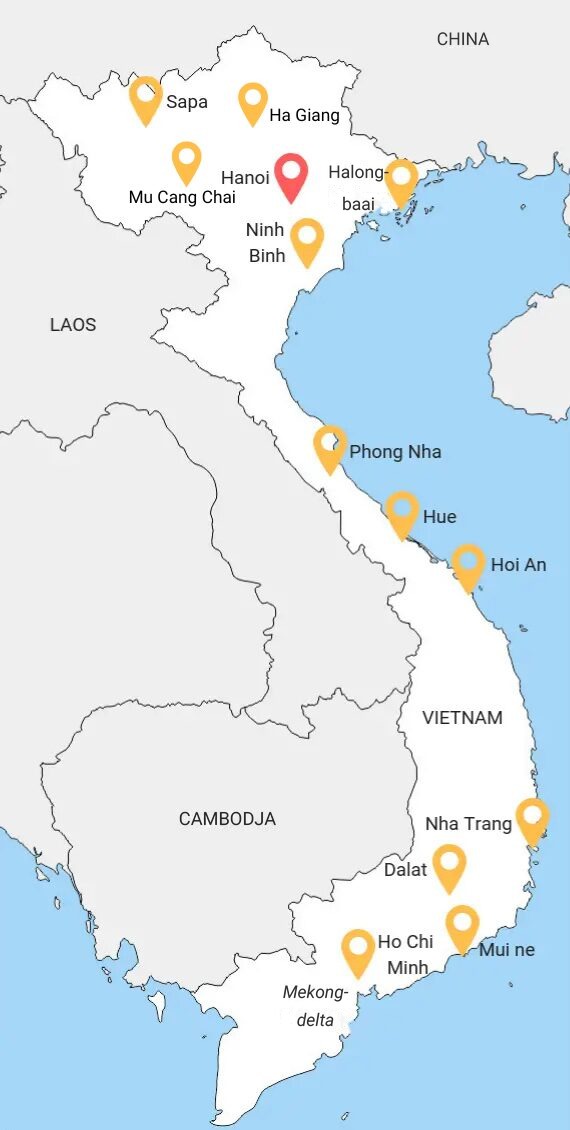 CHINA
Sapa
Ha Giang
Mu Cang Chai
Hanoi
Halong-
baai
Ninh
Binh
LAOS
Phong Nha
Hue
Hoi An
VIETNAM
CAMBODJA
Nha Trang
Dalat
Ho Chi
Minh
Mui ne
Mekong-
delta